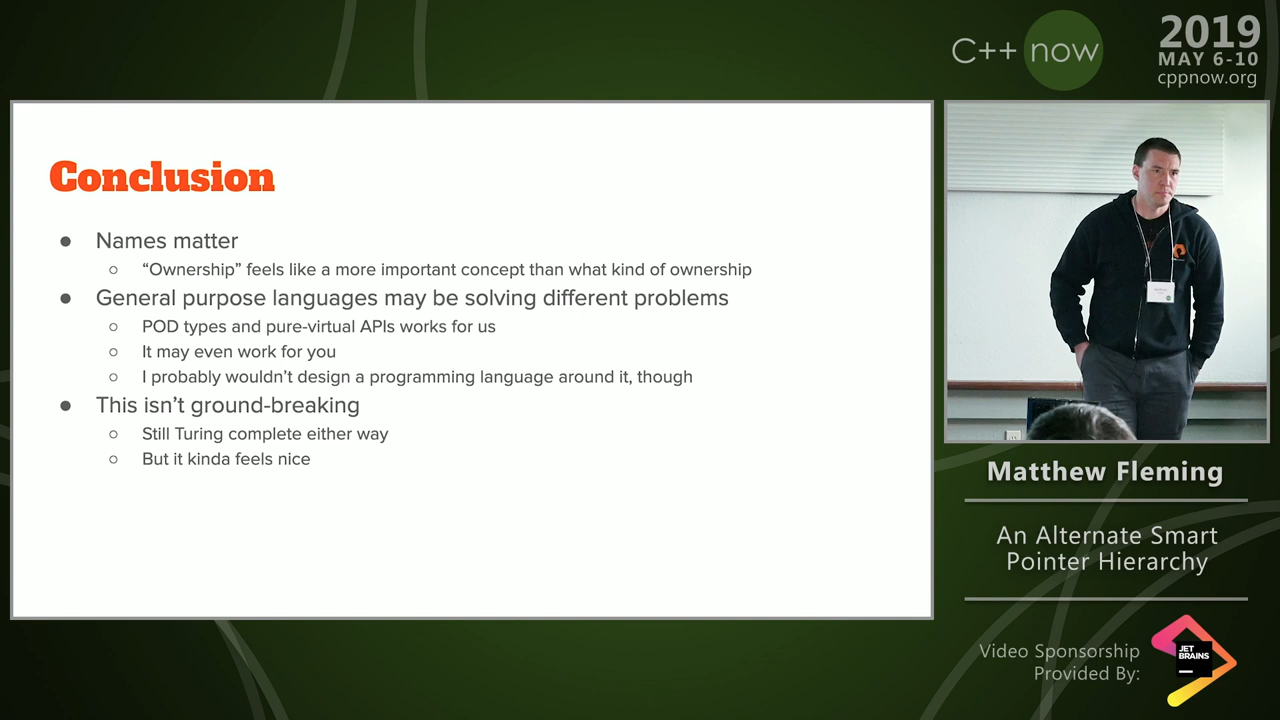 C++ now
2019
MAY 6-10
cppnow.org
Conclusion
● Names matter
○ “Ownership” feels like a more important concept than what kind of ownership
● General purpose languages may be solving different problems
○ POD types and pure-virtual APIs works for us
○ It may even work for you
○ I probably wouldn’t design a programming language around it, though
● This isn’t ground-breaking
○ Still Turing complete either way
○ But it kinda feels nice
Matthew Fleming
An Alternate Smart
Pointer Hierarchy
Video Sponsorship
Provided By:
JET
BRAINS